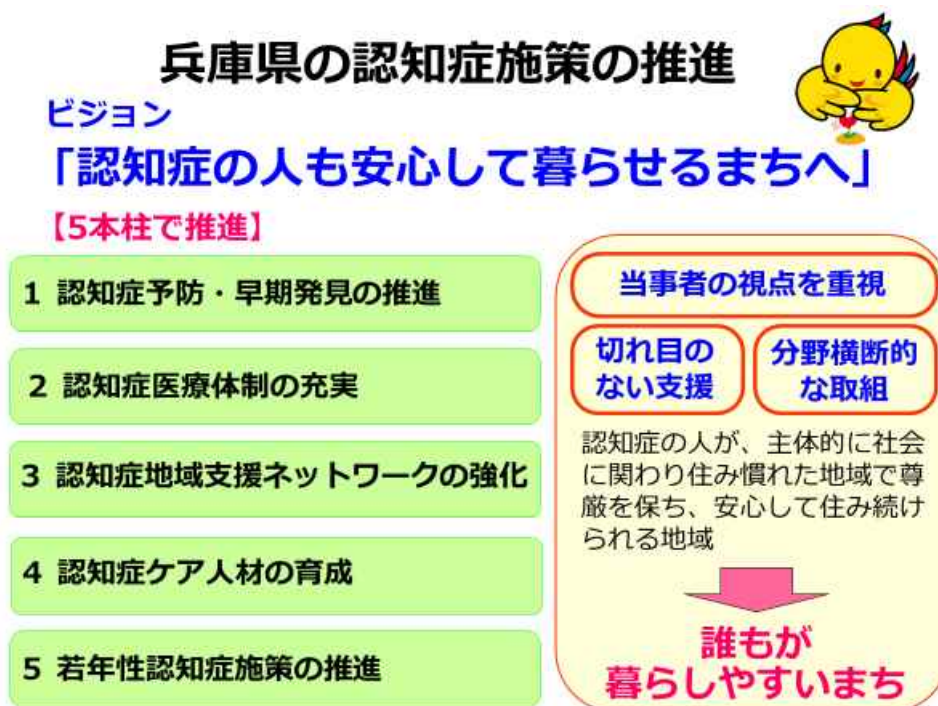 兵庫県の認知症施策の推進
ビジョン
「認知症の人も安心して暮らせるまちへ」
【5本柱で推進】
1 認知症予防・早期発見の推進
2 認知症医療体制の充実
3 認知症地域支援ネットワークの強化
4 認知症ケア人材の育成
5 若年性認知症施策の推進
当事者の視点を重視
切れ目の
ない支援
分野横断的
な取組
認知症の人が、主体的に社会
に関わり住み慣れた地域で尊
厳を保ち、安心して住み続け
られる地域
誰もが
暮らしやすいまち